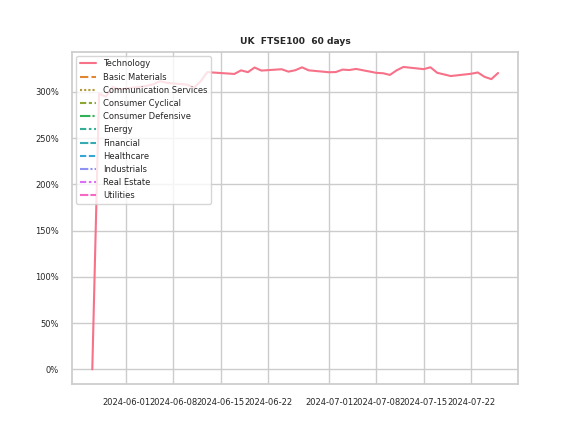 UK FTSE100 60 days
Technology
Basic Materials
Communication Services
Consumer Cyclical
Consumer Defensive
Energy
Financial
Healthcare
Industrials
Real Estate
Utilities
300%
250%
200%
150%
100%
50%
0%
2024-06-01 2024-06-08 2024-06-15 2024-06-22 2024-07-01 2024-07-08 2024-07-15 2024-07-22